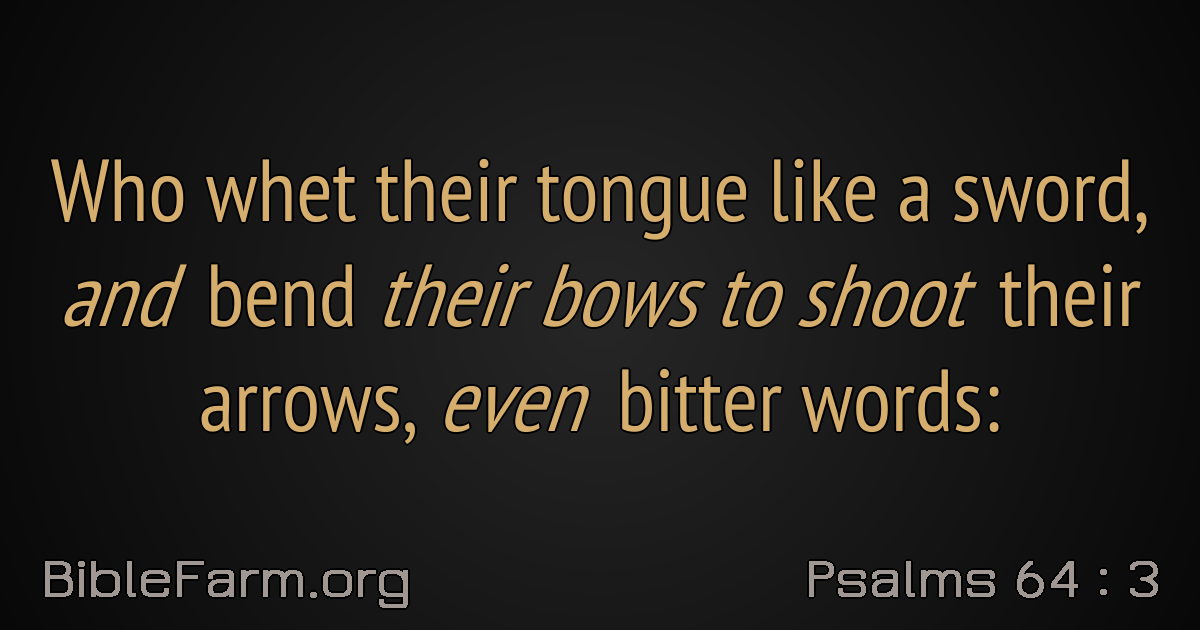 Who whet their tongue like a sword,
and bend their bows to shoot their
arrows, even bitter words:
BibleFarm.org
Psalms 64 : 3